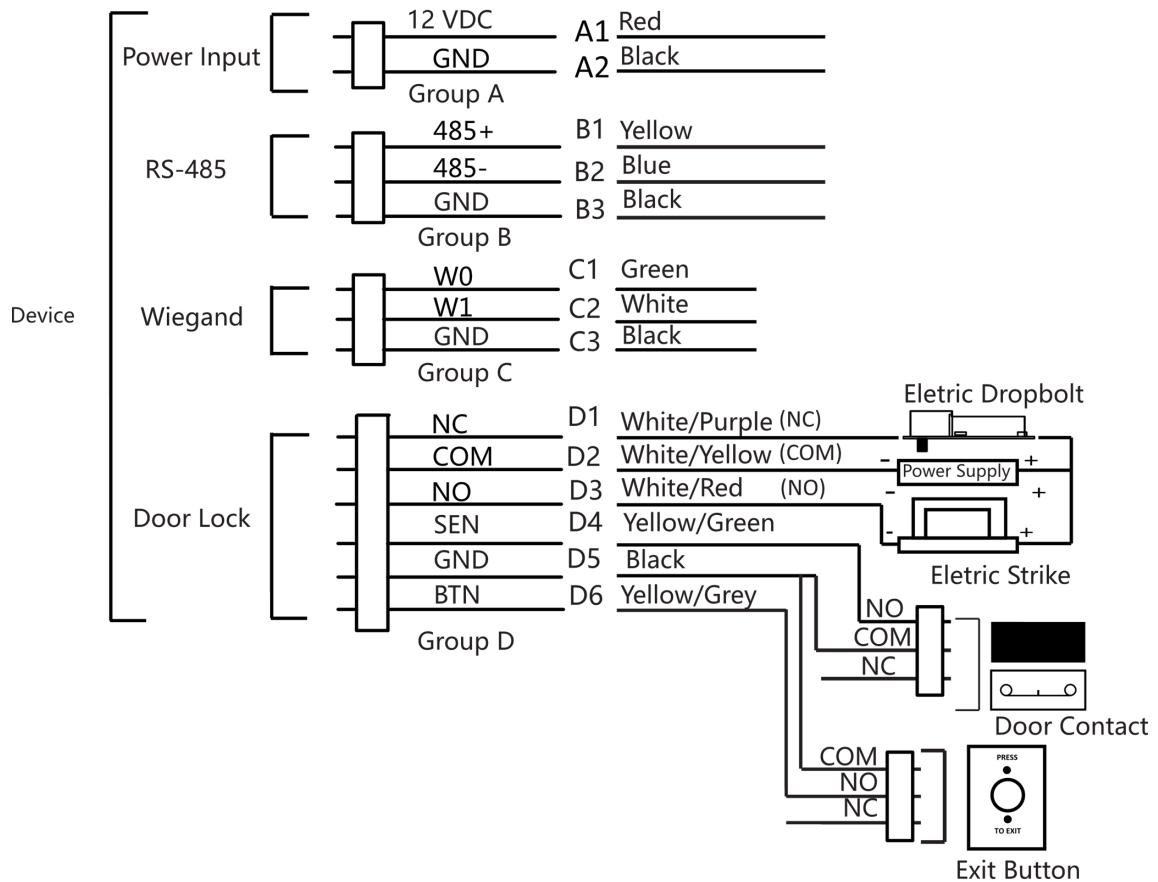 Device
Power Input
12 VDC
A1
Red
GND
A2
Black
Group A
RS-485
485+
B1
Yellow
485-
B2
Blue
GND
B3
Black
Group B
Wiegand
W0
C1
Green
W1
C2
White
GND
C3
Black
Group C
Door Lock
NC
D1
White/Purple (NC)
COM
D2
White/Yellow (COM)
NO
D3
White/Red (NO)
SEN
D4
Yellow/Green
GND
D5
Black
BTN
D6
Yellow/Grey
Group D
Eletric Dropbolt
- Power Supply +
- +
- +
Eletric Strike
NO
COM
NC
Door Contact
COM
NO
NC
PRESS
TO EXIT
Exit Button